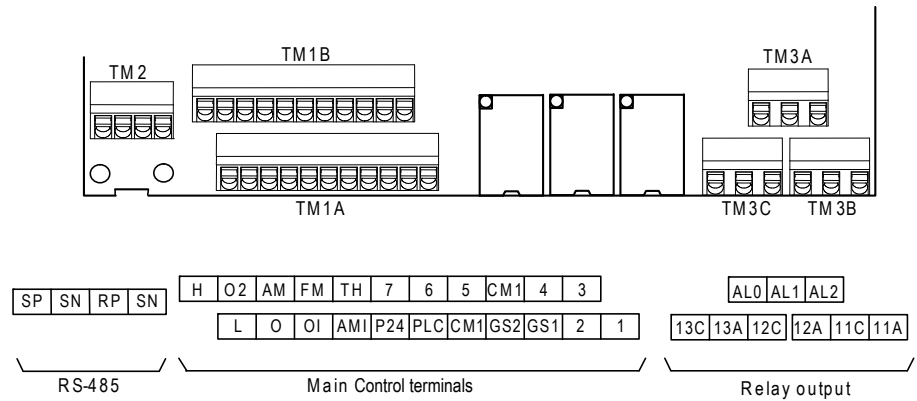 TM2 TM1B TM3A
TM1A TM3C TM3B
H O2 AM FM TH 7 6 5 CM1 4 3
SP SN RP SN
AL0 AL1 AL2
L O OI AMI P24 PLC CM1 GS2 GS1 2 1
13C 13A 12C 12A 11C 11A
RS-485 Main Control terminals Relay output